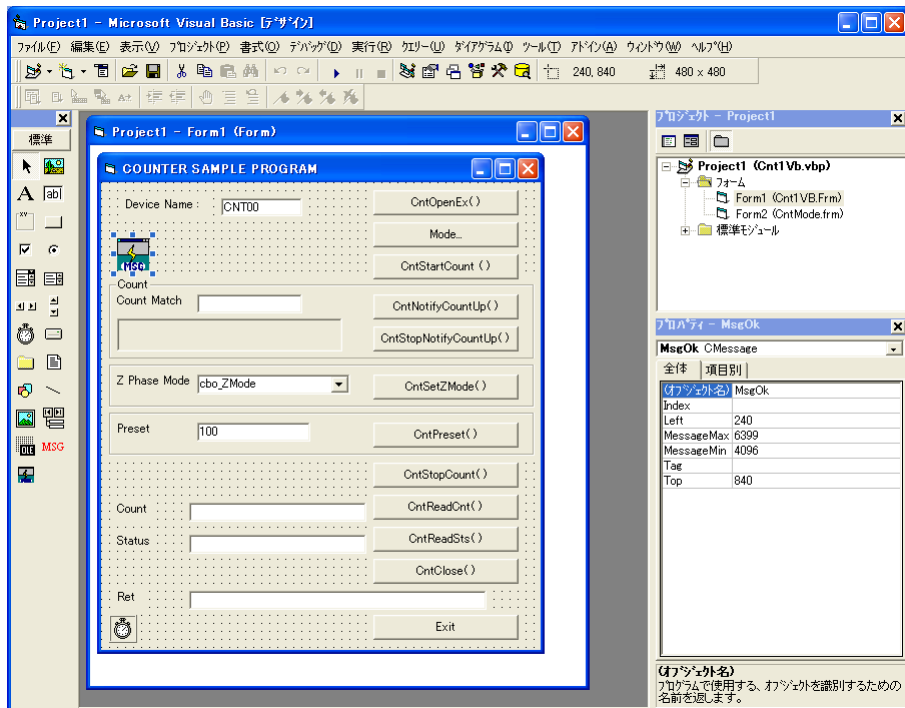 Project1 - Microsoft Visual Basic [ﾃﾞｻﾞｲﾝ]
ﾌｧｲﾙ(F) 編集(E) 表示(V) ﾌﾟﾛｼﾞｪｸﾄ(P) 書式(O) ﾃﾞﾊﾞｯｸﾞ(D) 実行(R) ｸｴﾘｰ(U) ﾀﾞｲｱｸﾞﾗﾑ(I) ﾂｰﾙ(T) ｱﾄﾞｲﾝ(A) ｳｨﾝﾄﾞｳ(W) ﾍﾙﾌﾟ(H)
240, 840
480 x 480
標準
A
abl
XY
OLE
MSG
Project1 - Form1 (Form)
COUNTER SAMPLE PROGRAM
Device Name :
CNT00
CntOpenEx()
Mode...
MSG
CntStartCount ()
Count
Count Match
CntNotifyCountUp()
CntStopNotifyCountUp()
Z Phase Mode
cbo_ZMode
CntSetZMode()
Preset
100
CntPreset()
CntStopCount()
Count
CntReadCnt()
Status
CntReadSts()
CntClose()
Ret
Exit
ﾌﾟﾛｼﾞｪｸﾄ - Project1
Project1 (Cnt1Vb.vbp)
ﾌｫｰﾑ
Form1 (Cnt1VB.Frm)
Form2 (CntMode.frm)
標準ﾓｼﾞｭｰﾙ
ﾌﾟﾛﾊﾟﾃｨ - MsgOk
MsgOk CMessage
全体 項目別
(ｵﾌﾞｼﾞｪｸﾄ名) MsgOk
Index
Left 240
MessageMax 6399
MessageMin 4096
Tag
Top 840
(ｵﾌﾞｼﾞｪｸﾄ名)
ﾌﾟﾛｸﾞﾗﾑで使用する、ｵﾌﾞｼﾞｪｸﾄを識別するための
名前を返します。